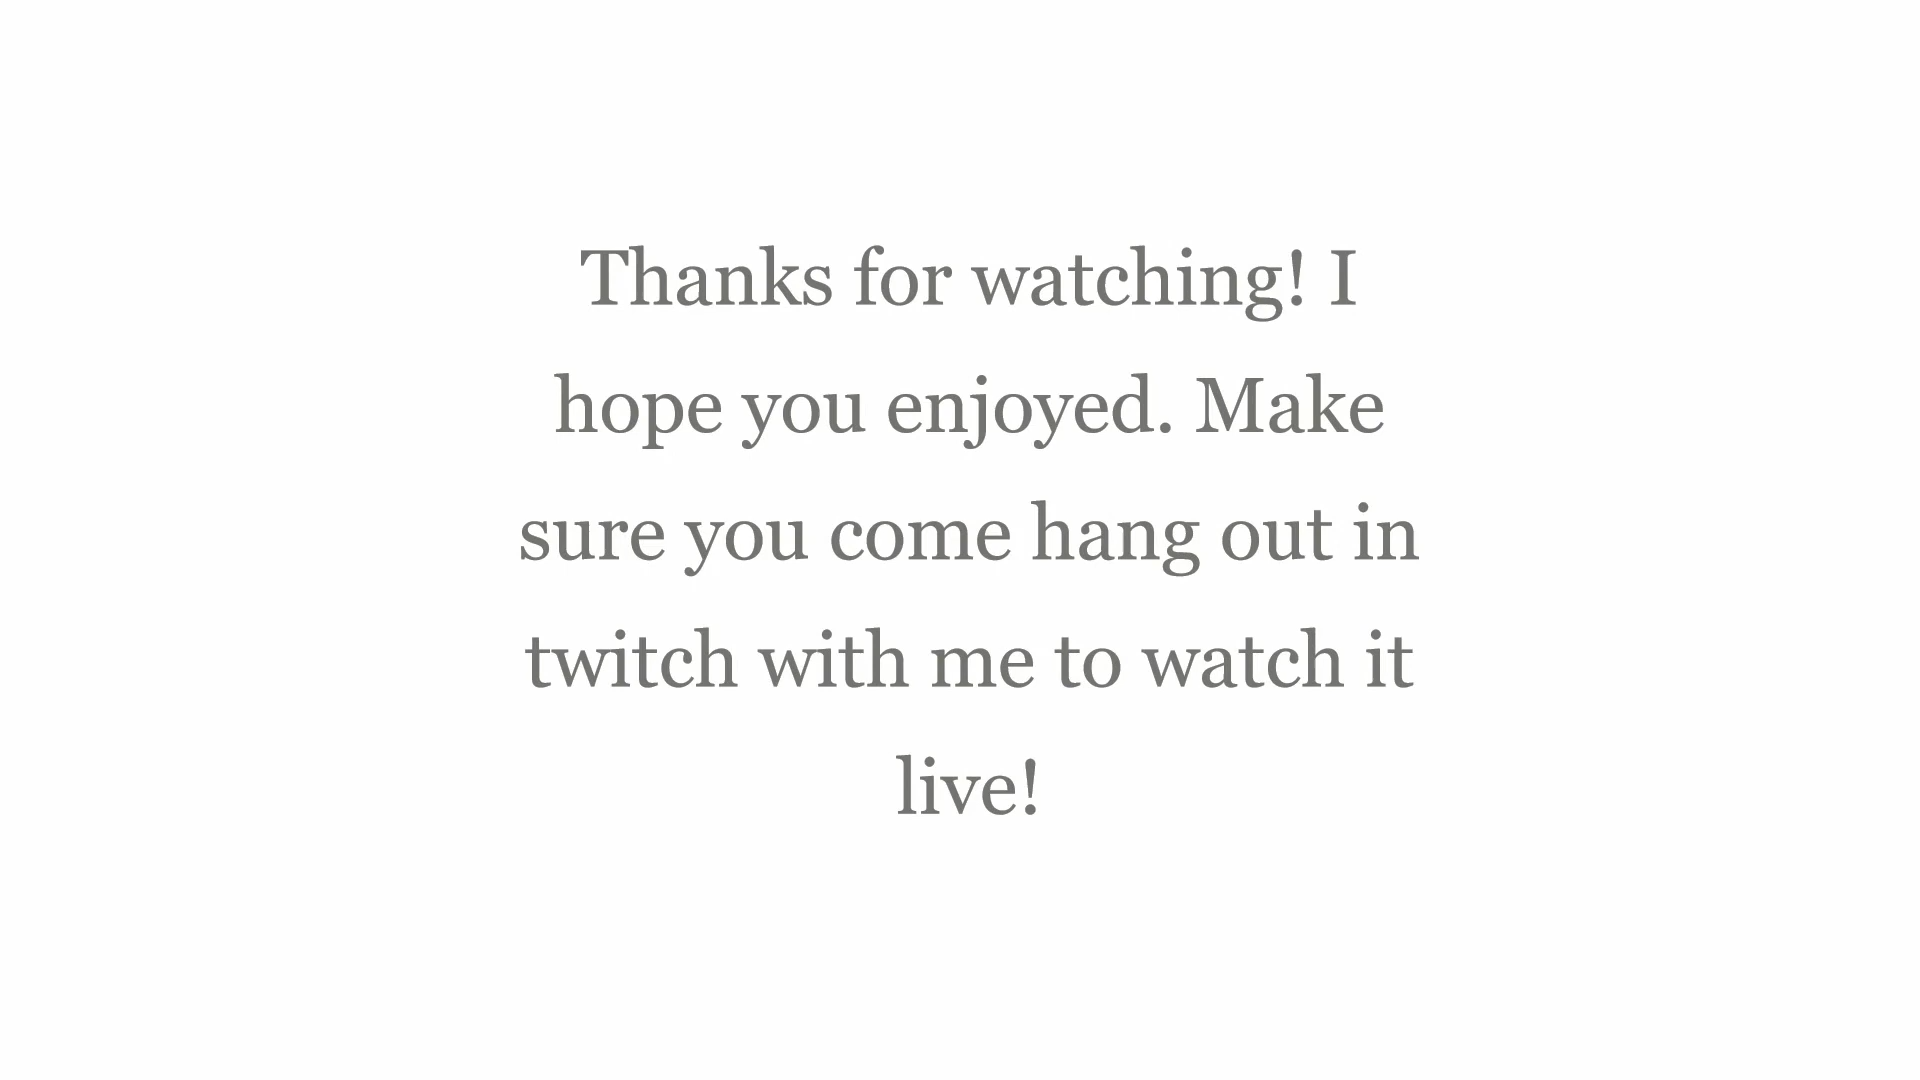 Thanks for watching! I
hope you enjoyed. Make
sure you come hang out in
twitch with me to watch it
live!